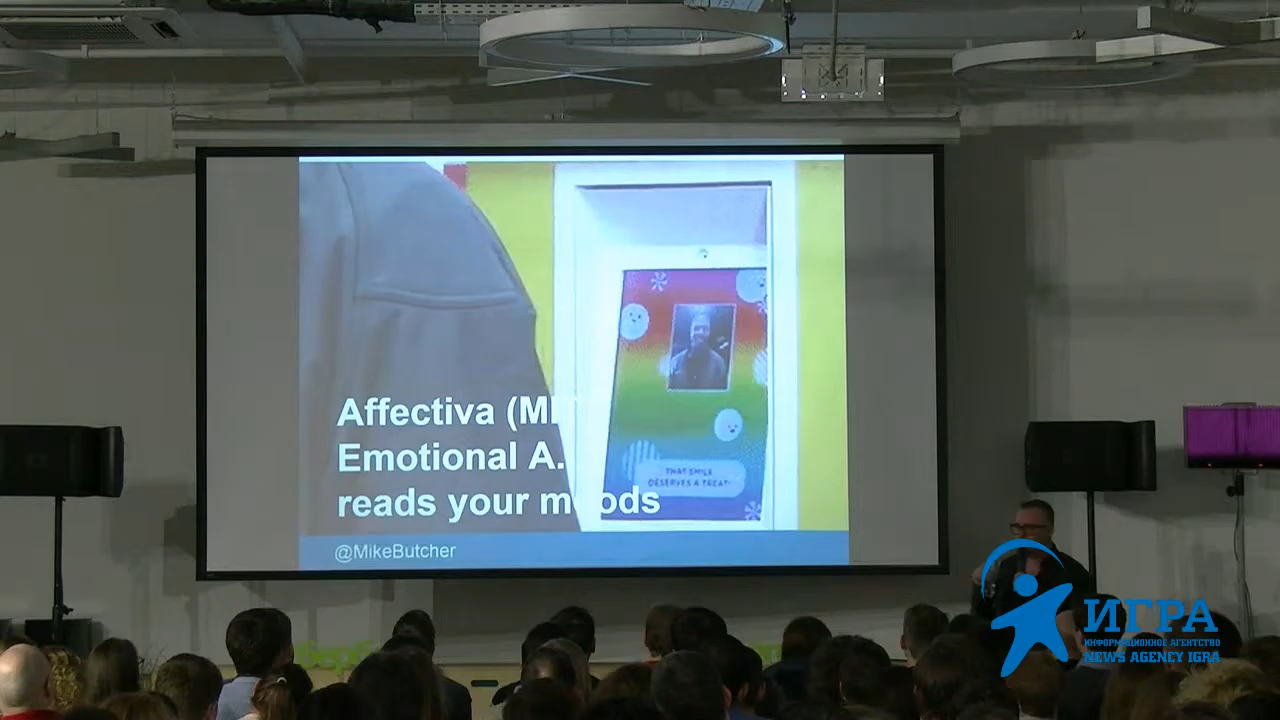 Affectiva (MI
Emotional A.
reads your moods
THAT SMILE
DESERVES A TREAT
@MikeButcher
ИГРА
ИНФОРМАЦИОННОЕ АГЕНТСТВО
NEWS AGENCY IGRA